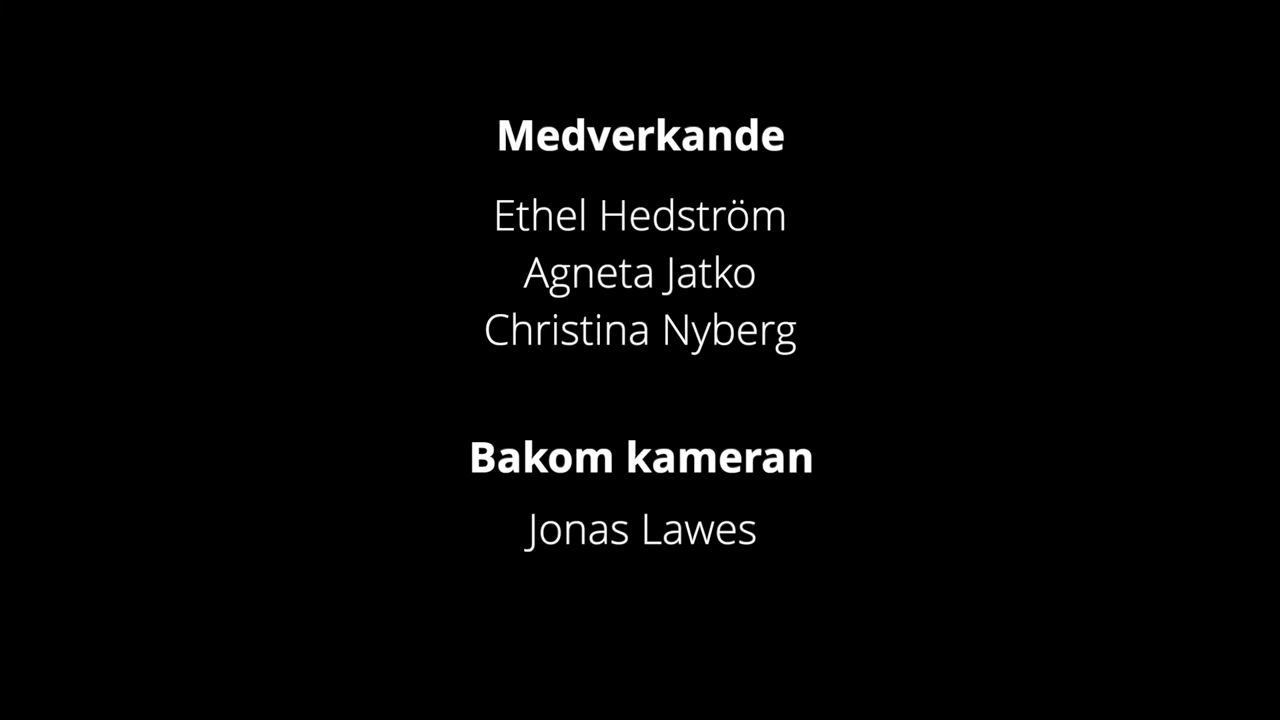 Medverkande
Ethel Hedström
Agneta Jatko
Christina Nyberg
Bakom kameran
Jonas Lawes